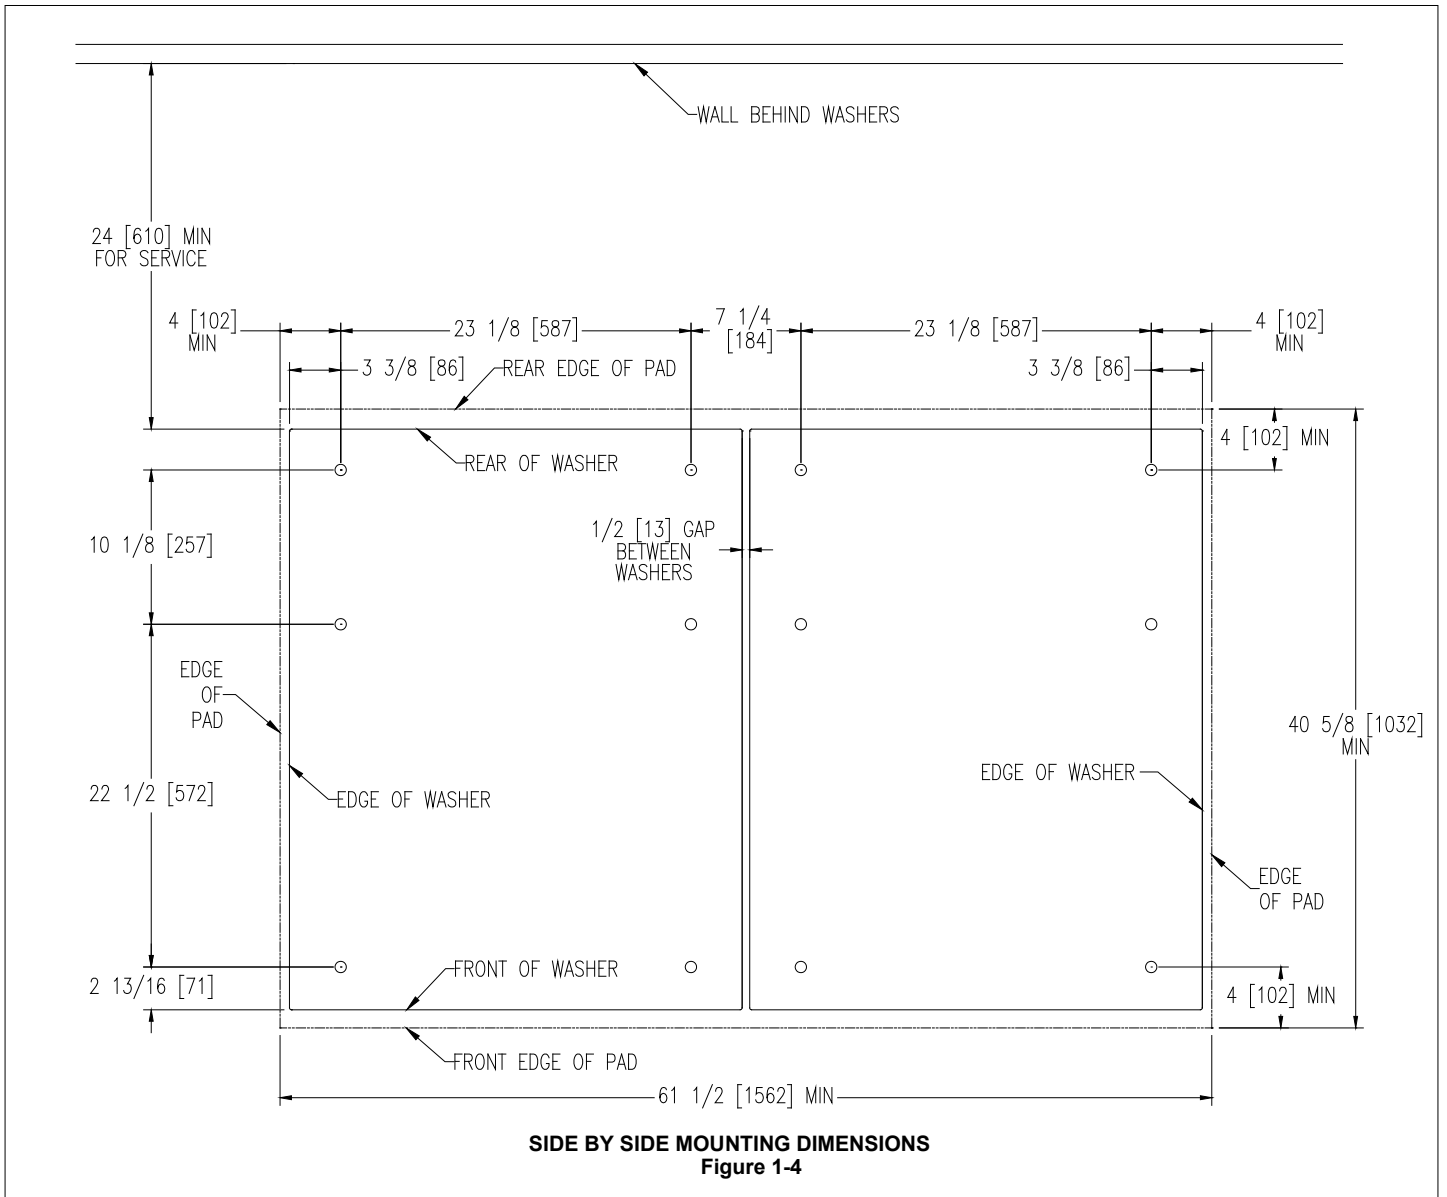 WALL BEHIND WASHERS
24 [610] MIN
FOR SERVICE
4 [102]
MIN
23 1/8 [587]
7 1/4
[184]
23 1/8 [587]
4 [102]
MIN
3 3/8 [86]
REAR EDGE OF PAD
3 3/8 [86]
4 [102] MIN
REAR OF WASHER
10 1/8 [257]
1/2 [13] GAP
BETWEEN
WASHERS
EDGE
OF
PAD
40 5/8 [1032]
MIN
22 1/2 [572]
EDGE OF WASHER
EDGE OF WASHER
EDGE
OF PAD
2 13/16 [71]
FRONT OF WASHER
4 [102] MIN
FRONT EDGE OF PAD
61 1/2 [1562] MIN
SIDE BY SIDE MOUNTING DIMENSIONS
Figure 1-4